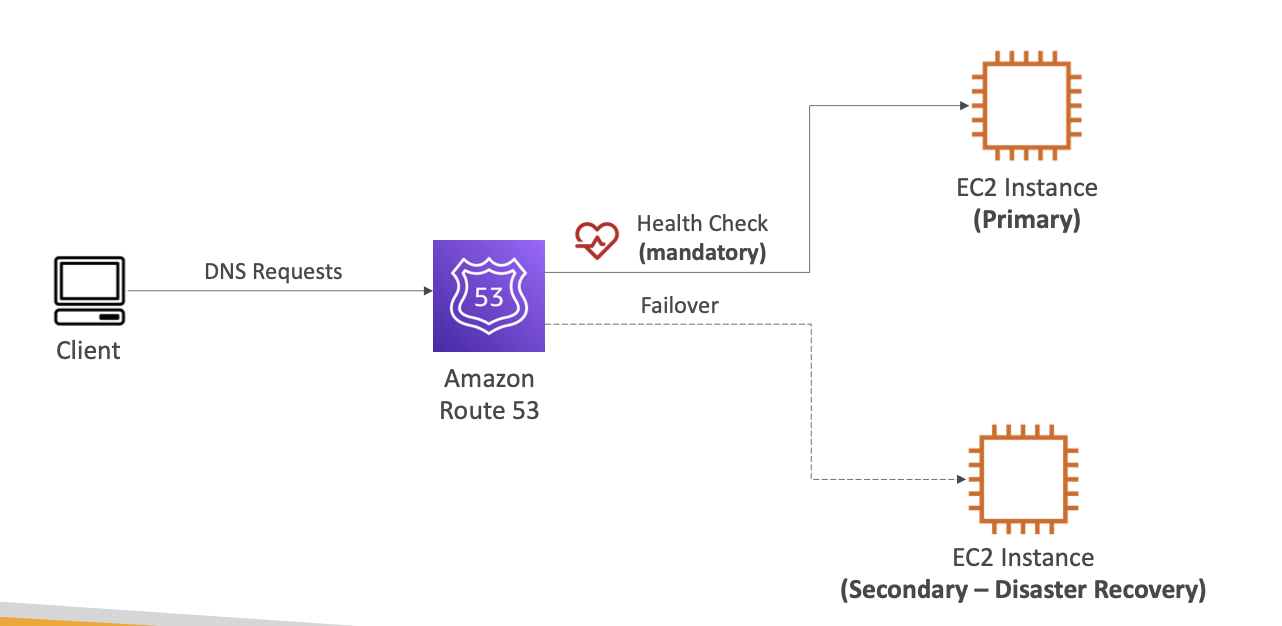 EC2 Instance
(Primary)
Health Check
(mandatory)
DNS Requests
53
Failover
Client
Amazon
Route 53
EC2 Instance
(Secondary – Disaster Recovery)